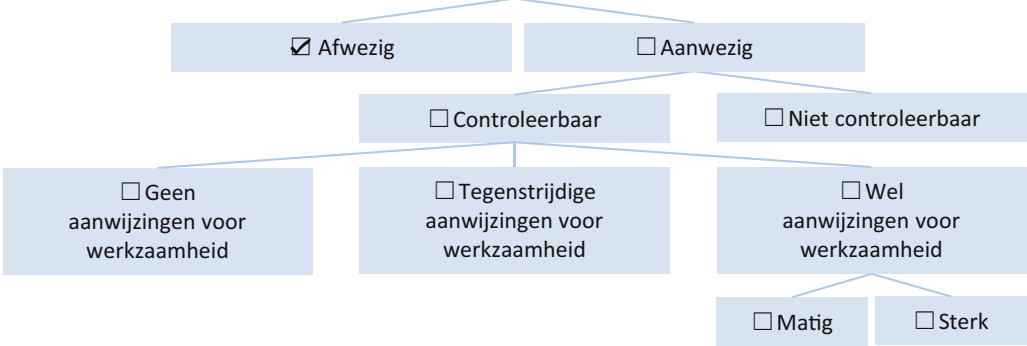 ☑ Afwezig
☐ Aanwezig
☐ Controleerbaar
☐ Niet controleerbaar
☐ Geen
aanwijzingen voor
werkzaamheid
☐ Tegenstrijdige
aanwijzingen voor
werkzaamheid
☐ Wel
aanwijzingen voor
werkzaamheid
☐ Matig
☐ Sterk